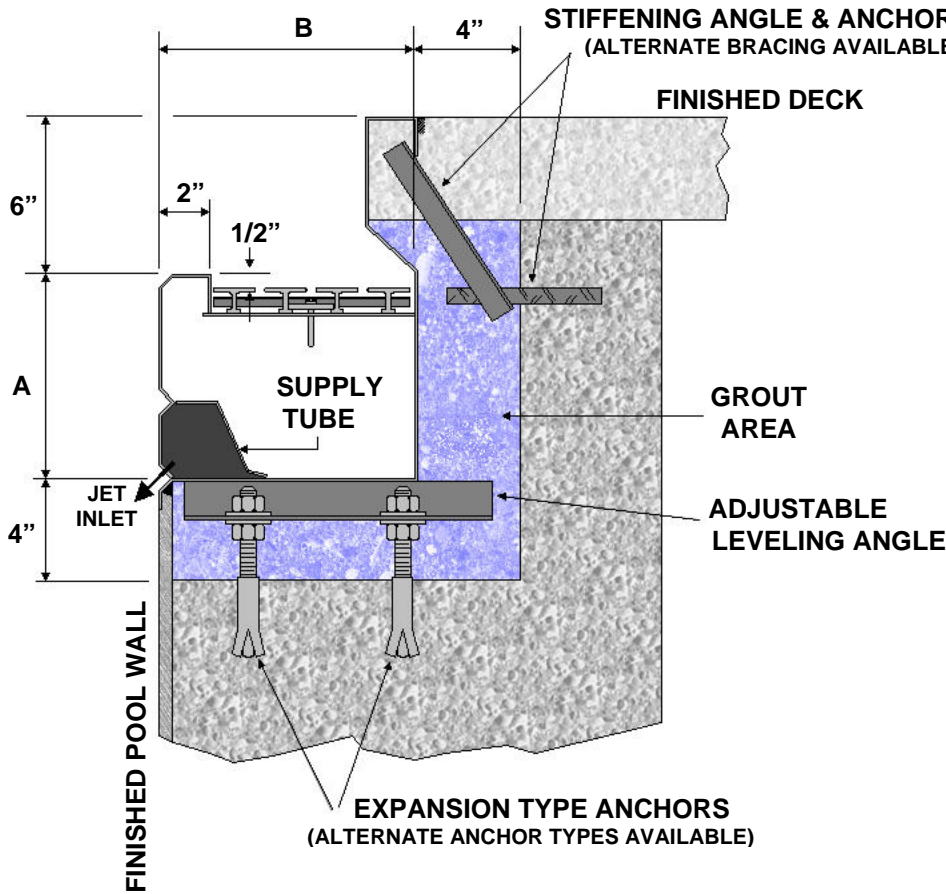 B
4”
STIFFENING ANGLE & ANCHOR
(ALTERNATE BRACING AVAILABLE
FINISHED DECK
6”
2”
1/2”
A
SUPPLY
TUBE
GROUT
AREA
JET
INLET
4”
ADJUSTABLE
LEVELING ANGLE
FINISHED POOL WALL
EXPANSION TYPE ANCHORS
(ALTERNATE ANCHOR TYPES AVAILABLE)